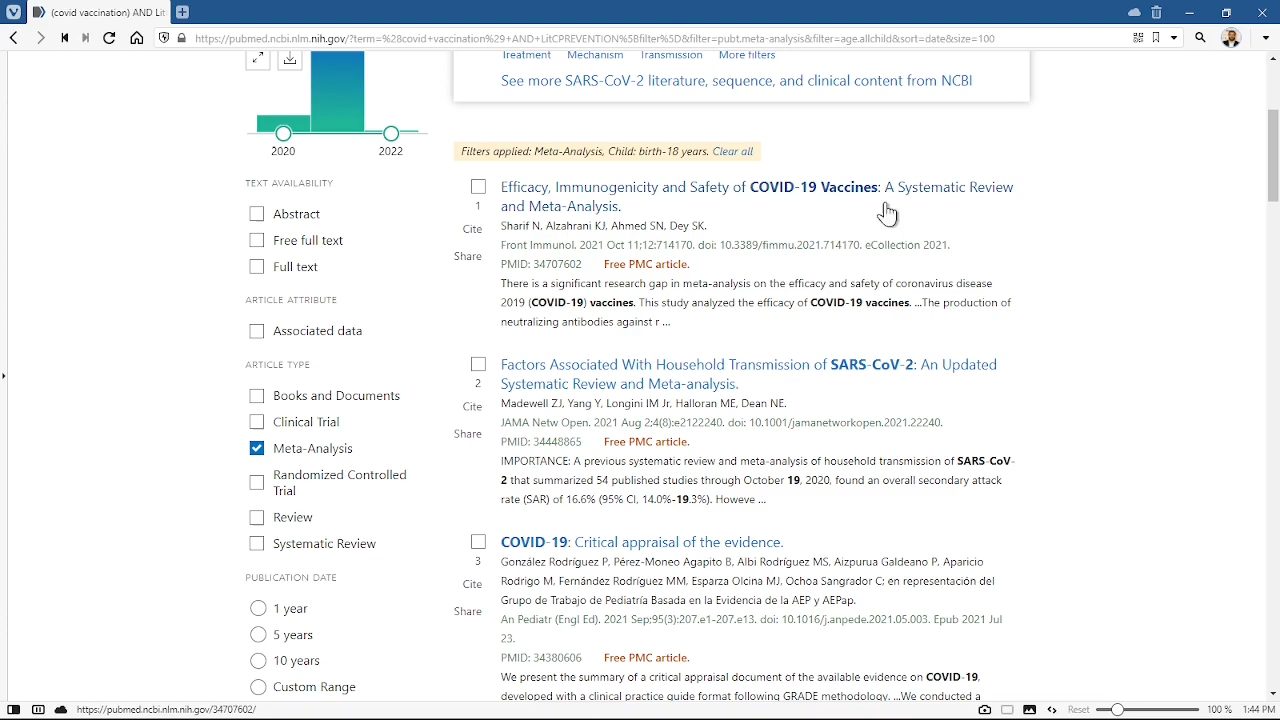 (covid vaccination) AND Lit
https://pubmed.ncbi.nlm.nih.gov/?term=%28covid+vaccination%29+AND+LitCPREVENTION%5Bfilter%5D&filter=pubt.meta-analysis&filter=age.allchild&sort=date&size=100
Treatment Mechanism Transmission More filters
See more SARS-CoV-2 literature, sequence, and clinical content from NCBI
2020 2022
Filters applied: Meta-Analysis, Child: birth-18 years. Clear all
TEXT AVAILABILITY
Abstract
Free full text
Full text
ARTICLE ATTRIBUTE
Associated data
ARTICLE TYPE
Books and Documents
Clinical Trial
Meta-Analysis
Randomized Controlled
Trial
Review
Systematic Review
PUBLICATION DATE
1 year
5 years
10 years
Custom Range
1
Cite
Share
Efficacy, Immunogenicity and Safety of COVID-19 Vaccines: A Systematic Review
and Meta-Analysis.
Sharif N, Alzahrani KJ, Ahmed SN, Dey SK.
Front Immunol. 2021 Oct 11;12:714170. doi: 10.3389/fimmu.2021.714170. eCollection 2021.
PMID: 34707602 Free PMC article.
There is a significant research gap in meta-analysis on the efficacy and safety of coronavirus disease
2019 (COVID-19) vaccines. This study analyzed the efficacy of COVID-19 vaccines. ...The production of
neutralizing antibodies against r ...
2
Cite
Share
Factors Associated With Household Transmission of SARS-CoV-2: An Updated
Systematic Review and Meta-analysis.
Madewell ZJ, Yang Y, Longini IM Jr, Halloran ME, Dean NE.
JAMA Netw Open. 2021 Aug 2;4(8):e2122240. doi: 10.1001/jamanetworkopen.2021.22240.
PMID: 34448865 Free PMC article.
IMPORTANCE: A previous systematic review and meta-analysis of household transmission of SARS-CoV-
2 that summarized 54 published studies through October 19, 2020, found an overall secondary attack
rate (SAR) of 16.6% (95% CI, 14.0%-19.3%). Howeve ...
3
Cite
Share
COVID-19: Critical appraisal of the evidence.
González Rodríguez P, Pérez-Moneo Agapito B, Albi Rodríguez MS, Aizpurua Galdeano P, Aparicio
Rodrigo M, Fernández Rodríguez MM, Esparza Olcina MJ, Ochoa Sangrador C; en representación del
Grupo de Trabajo de Pediatría Basada en la Evidencia de la AEP y AEPap.
An Pediatr (Engl Ed). 2021 Sep;95(3):207.e1-207.e13. doi: 10.1016/j.anpede.2021.05.003. Epub 2021 Jul
23.
PMID: 34380606 Free PMC article.
We present the summary of a critical appraisal document of the available evidence on COVID-19,
developed with a clinical practice guide format following GRADE methodology. ...We conducted a
https://pubmed.ncbi.nlm.nih.gov/34707602/
Reset 100 % 1:44 PM